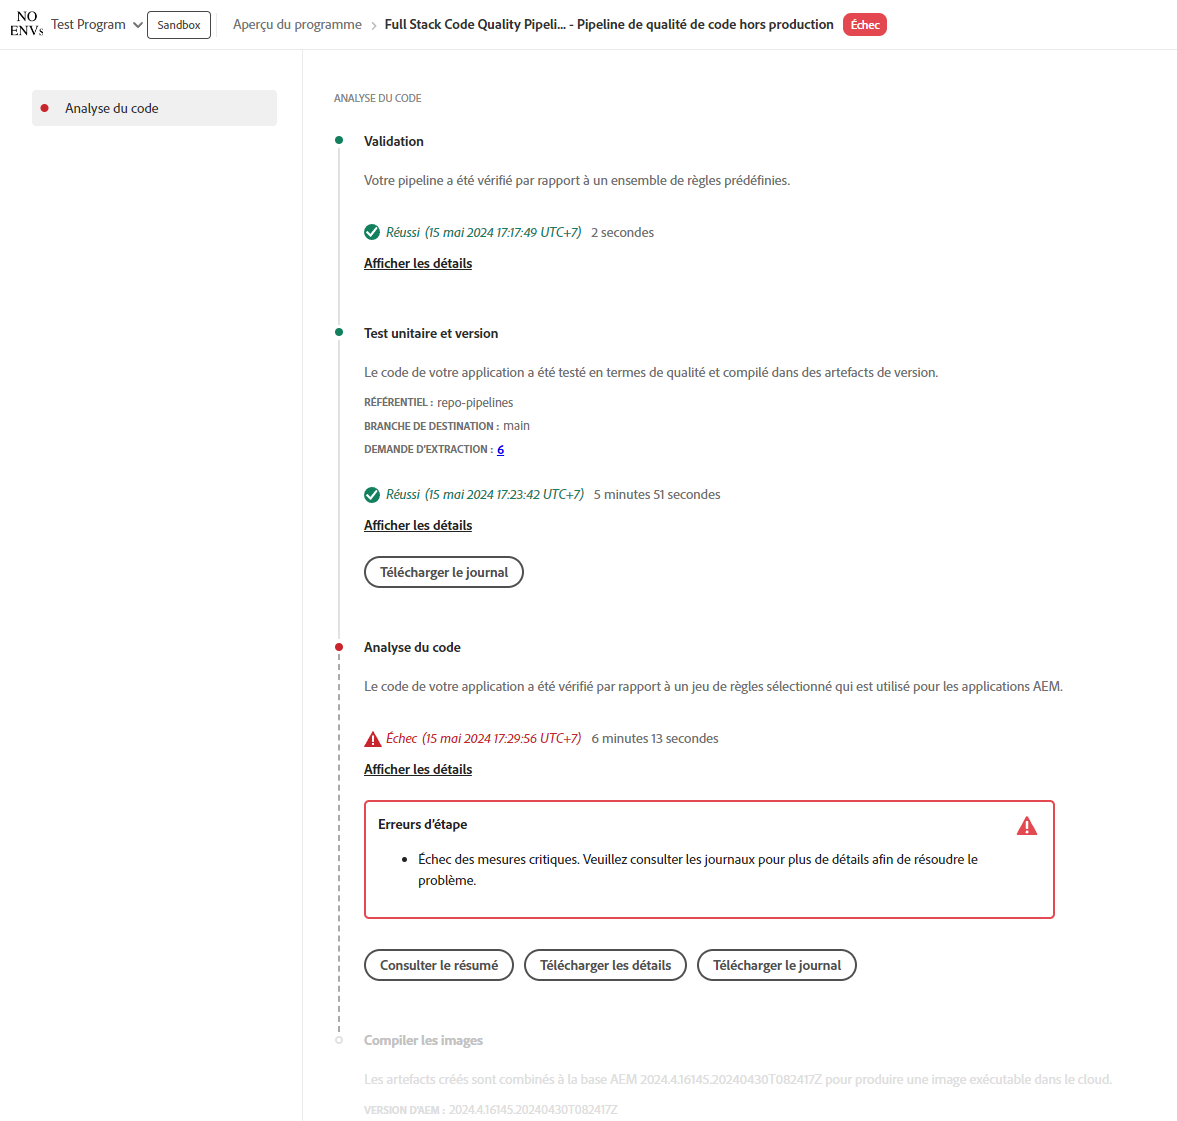 NO
ENVs
Test Program
Sandbox
Aperçu du programme
Full Stack Code Quality Pipeli... - Pipeline de qualité de code hors production
Échec
Analyse du code
ANALYSE DU CODE
Validation
Votre pipeline a été vérifié par rapport à un ensemble de règles prédéfinies.
Réussi (15 mai 2024 17:17:49 UTC+7) 2 secondes
Afficher les détails
Test unitaire et version
Le code de votre application a été testé en termes de qualité et compilé dans des artefacts de version.
RÉFÉRENTIEL : repo-pipelines
BRANCHE DE DESTINATION : main
DEMANDE D'EXTRACTION : 6
Réussi (15 mai 2024 17:23:42 UTC+7) 5 minutes 51 secondes
Afficher les détails
Télécharger le journal
Analyse du code
Le code de votre application a été vérifié par rapport à un jeu de règles sélectionné qui est utilisé pour les applications AEM.
Échec (15 mai 2024 17:29:56 UTC+7) 6 minutes 13 secondes
Afficher les détails
Erreurs d’étape
• Échec des mesures critiques. Veuillez consulter les journaux pour plus de détails afin de résoudre le
problème.
Consulter le résumé
Télécharger les détails
Télécharger le journal
Compiler les images
Les artefacts créés sont combinés à la base AEM 2024.4.16145.20240430T082417Z pour produire une image exécutable dans le cloud.
VERSION D'AEM : 2024.4.16145.20240430T082417Z